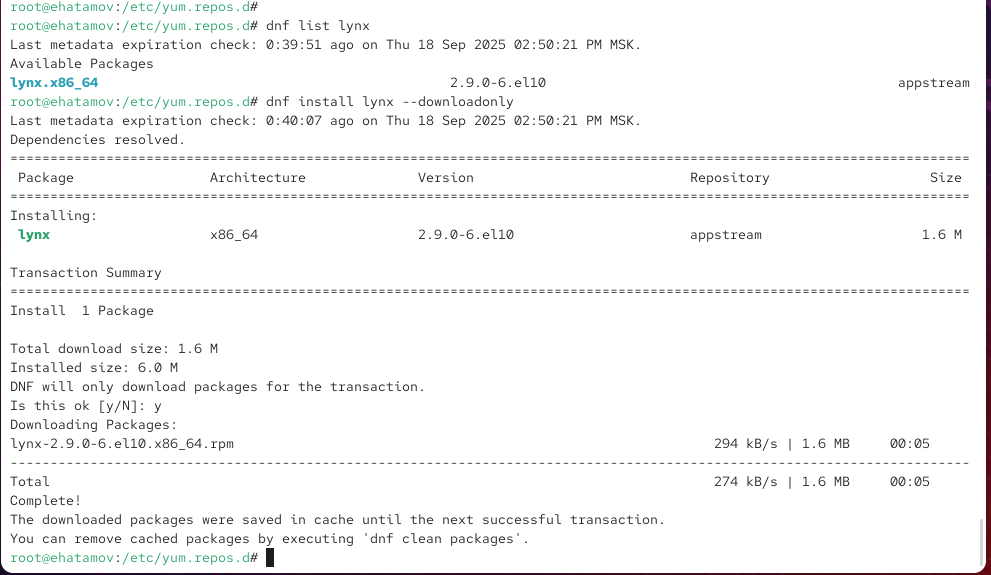 root@ehatamov:/etc/yum.repos.d#
root@ehatamov:/etc/yum.repos.d# dnf list lynx
Last metadata expiration check: 0:39:51 ago on Thu 18 Sep 2025 02:50:21 PM MSK.
Available Packages
lynx.x86_64 2.9.0-6.el10 appstream
root@ehatamov:/etc/yum.repos.d# dnf install lynx --downloadonly
Last metadata expiration check: 0:40:07 ago on Thu 18 Sep 2025 02:50:21 PM MSK.
Dependencies resolved.
========================================================================================================================
Package Architecture Version Repository Size
========================================================================================================================
Installing:
lynx x86_64 2.9.0-6.el10 appstream 1.6 M
Transaction Summary
========================================================================================================================
Install  1 Package
Total download size: 1.6 M
Installed size: 6.0 M
DNF will only download packages for the transaction.
Is this ok [y/N]: y
Downloading Packages:
lynx-2.9.0-6.el10.x86_64.rpm 294 kB/s | 1.6 MB 00:05
------------------------------------------------------------------------------------------------------------------------
Total 274 kB/s | 1.6 MB 00:05
Complete!
The downloaded packages were saved in cache until the next successful transaction.
You can remove cached packages by executing 'dnf clean packages'.
root@ehatamov:/etc/yum.repos.d#